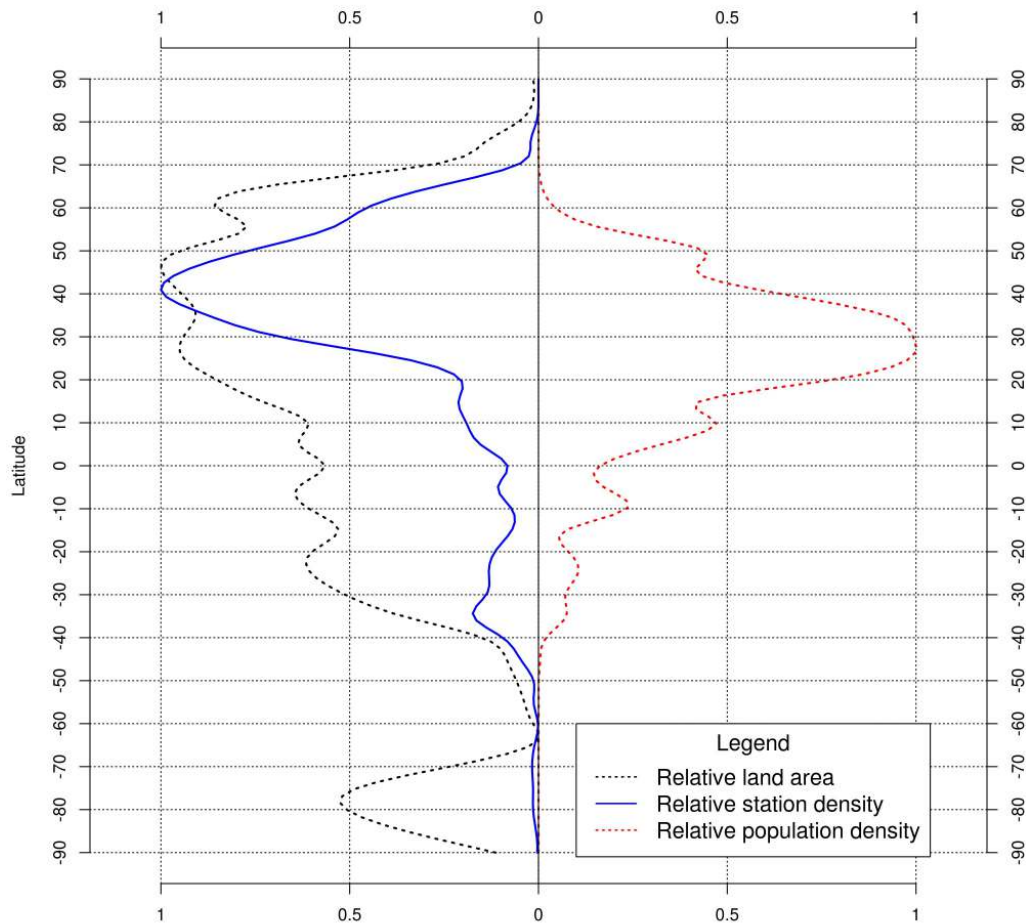 1 0.5 0 0.5 1
90 90
80 80
70 70
60 60
50 50
40 40
30 30
20 20
10 10
0 0
-10 -10
-20 -20
-30 -30
-40 -40
-50 -50
-60 -60
-70 -70
-80 -80
-90 -90
Latitude
Legend
Relative land area
Relative station density
Relative population density
1 0.5 0 0.5 1